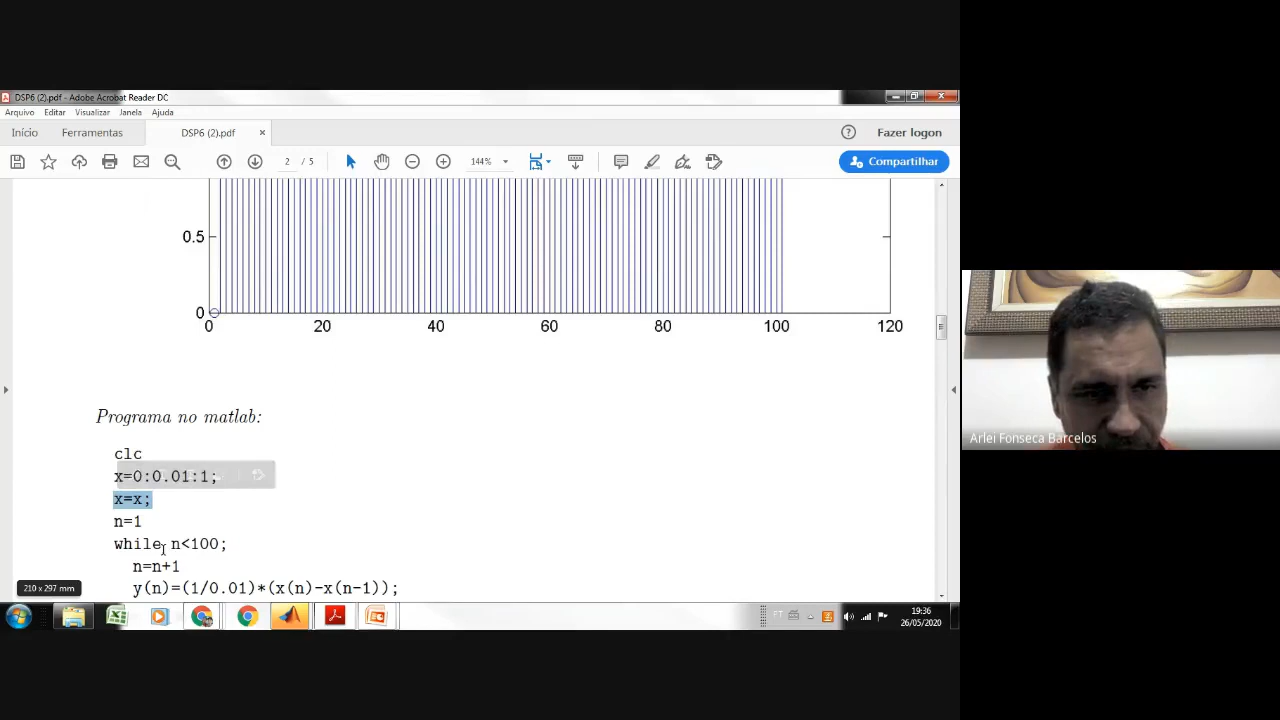 DSP6 (2).pdf - Adobe Acrobat Reader DC
Arquivo Editar Visualizar Janela Ajuda
Início Ferramentas DSP6 (2).pdf × Fazer logon
2 / 5 144% Compartilhar
0.5
0
0 20 40 60 80 100 120
Programa no matlab:
clc
x=0:0.01:1;
x=x;
n=1
while n<100;
n=n+1
y(n)=(1/0.01)*(x(n)-x(n-1));
210 x 297 mm
Arlei Fonseca Barcelos
PT 19:36
26/05/2020